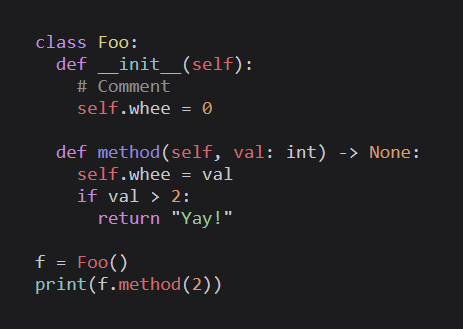 class Foo:
  def __init__(self):
    # Comment
    self.whee = 0

  def method(self, val: int) -> None:
    self.whee = val
    if val > 2:
      return "Yay!"

f = Foo()
print(f.method(2))